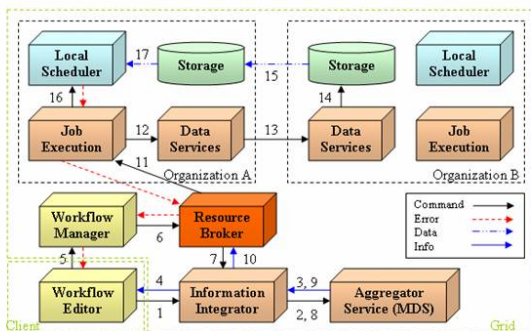 Local Scheduler
17
Storage
15
Storage
Local Scheduler
16
14
Job Execution
12
Data Services
13
Data Services
Job Execution
11
Organization A
Organization B
Workflow Manager
6
Resource Broker
Command
Error
Data
Info
5
7
10
4
3, 9
Workflow Editor
1
Information Integrator
2, 8
Aggregator Service (MDS)
Client
Grid